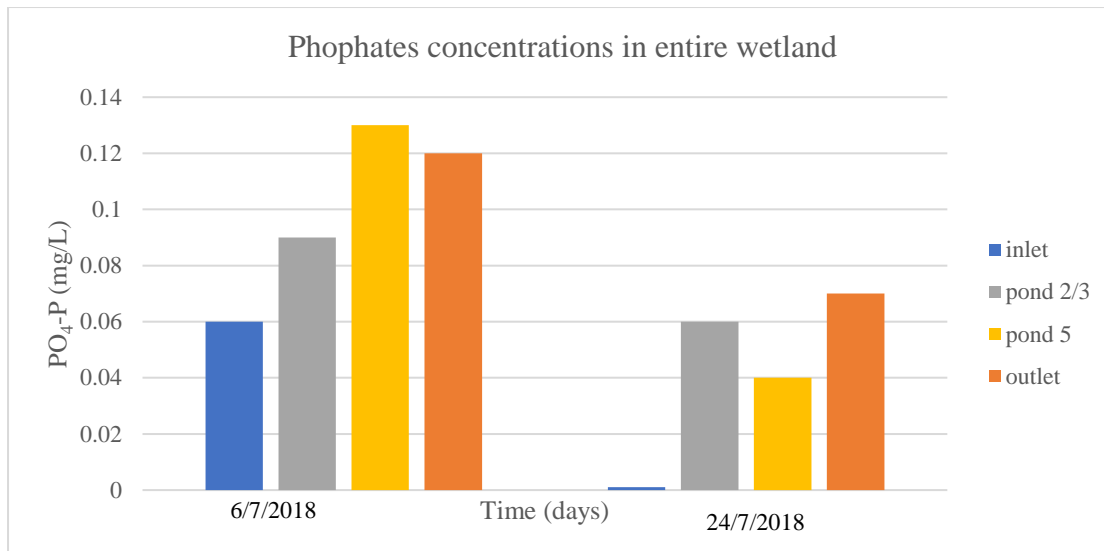 Phophates concentrations in entire wetland
0.14
0.12
0.1
0.08
0.06
0.04
0.02
0
PO₄-P (mg/L)
6/7/2018
Time (days)
24/7/2018
inlet
pond 2/3
pond 5
outlet